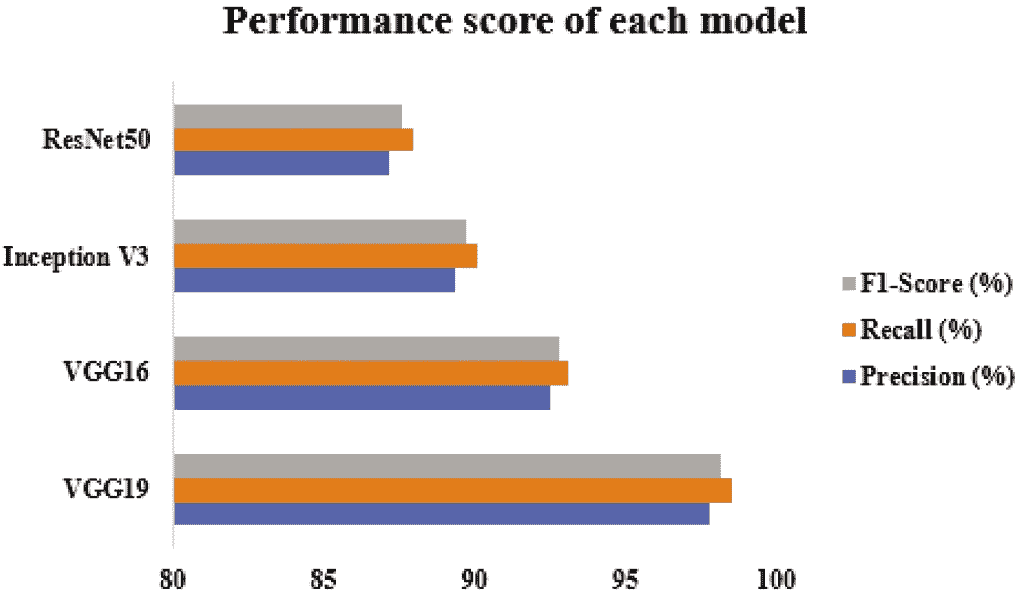 Performance score of each model
ResNet50
Inception V3
VGG16
VGG19
F1-Score (%)
Recall (%)
Precision (%)
80 85 90 95 100